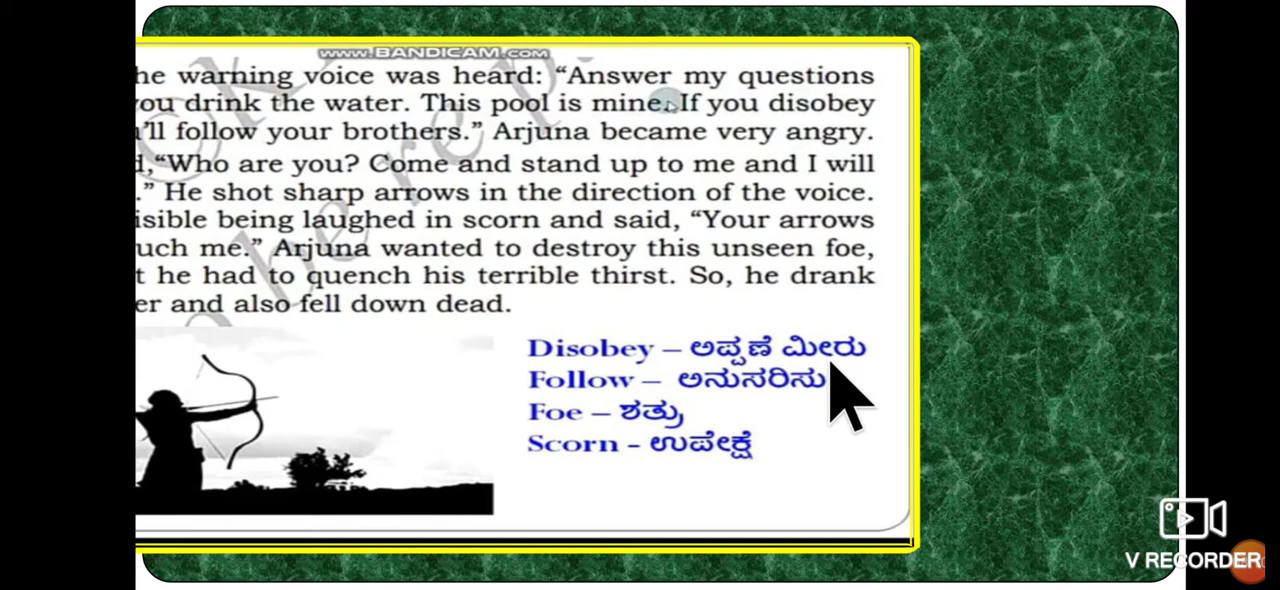 www.BANDICAM.com
he warning voice was heard: “Answer my questions
you drink the water. This pool is mine. If you disobey
'll follow your brothers.” Arjuna became very angry.
d, “Who are you? Come and stand up to me and I will
.” He shot sharp arrows in the direction of the voice.
isible being laughed in scorn and said, “Your arrows
uch me.” Arjuna wanted to destroy this unseen foe,
t he had to quench his terrible thirst. So, he drank
er and also fell down dead.
Disobey – ಅಪ್ಪಣೆ ಮೀರು
Follow – ಅನುಸರಿಸು
Foe – ಶತ್ರು
Scorn - ಉಪೇಕ್ಷೆ
V RECORDER